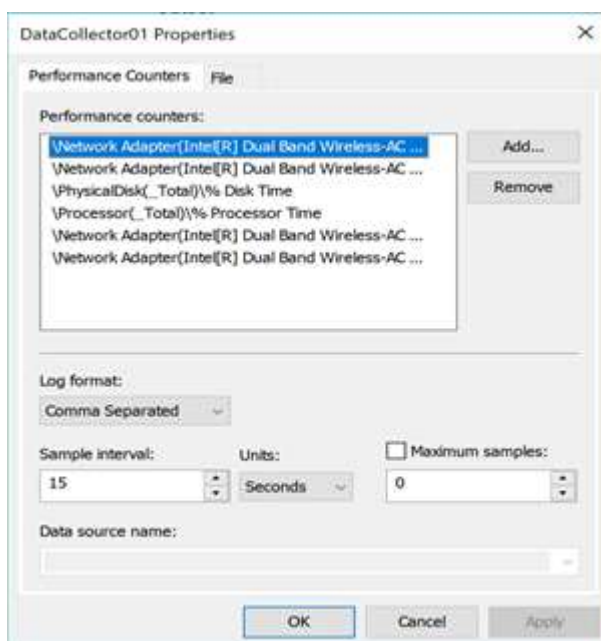 DataCollector01 Properties
Performance Counters File
Performance counters:
\Network Adapter(Intel[R] Dual Band Wireless-AC ...
\Network Adapter(Intel[R] Dual Band Wireless-AC ...
\PhysicalDisk(_Total)\% Disk Time
\Processor(_Total)\% Processor Time
\Network Adapter(Intel[R] Dual Band Wireless-AC ...
\Network Adapter(Intel[R] Dual Band Wireless-AC ...
Add...
Remove
Log format:
Comma Separated
Sample interval: Units: Maximum samples:
15 Seconds 0
Data source name:
OK Cancel Apply